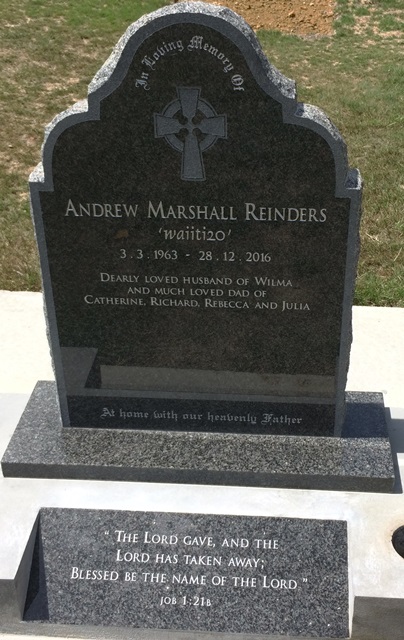 In Loving Memory Of
ANDREW MARSHALL REINDERS
'waiiti20'
3 . 3 . 1963 - 28 . 12 . 2016
DEARLY LOVED HUSBAND OF WILMA
AND MUCH LOVED DAD OF
CATHERINE, RICHARD, REBECCA AND JULIA
At home with our heavenly Father
" THE LORD GAVE, AND THE
LORD HAS TAKEN AWAY;
BLESSED BE THE NAME OF THE LORD "
JOB 1:21B